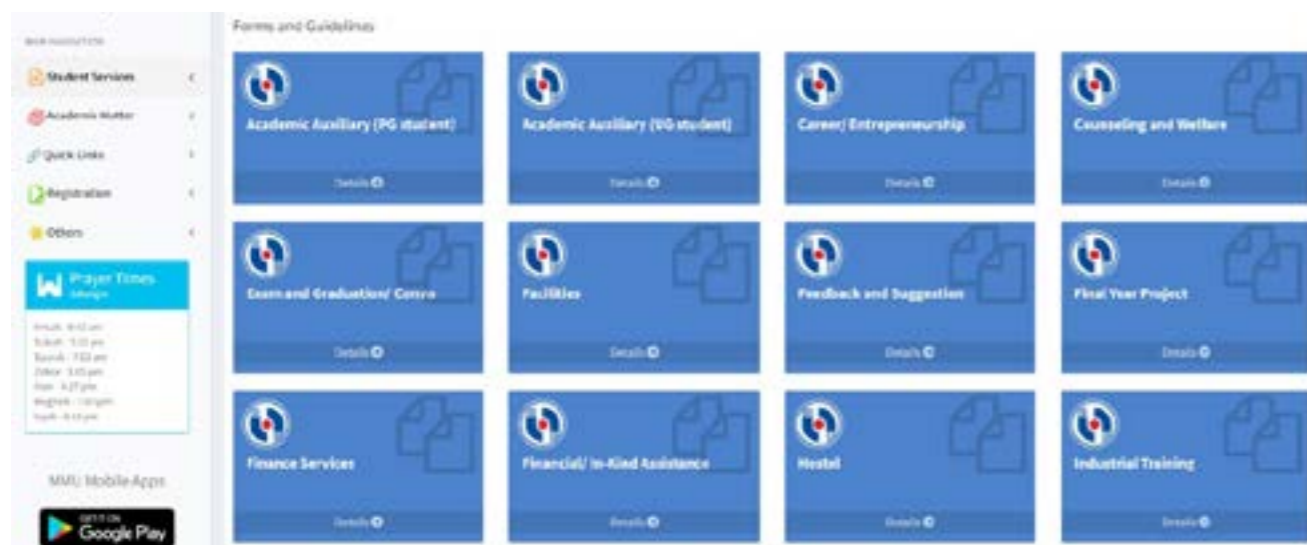 Forms and Guidelines
MAIN NAVIGATION
Student Services
Academic Matter
Quick Links
Registration
Others
Prayer Times
MMU Mobile Apps
GET IT ON
Google Play
Academic Auxiliary (PG student)
Details
Academic Auxiliary (UG student)
Details
Career/ Entrepreneurship
Details
Counseling and Welfare
Details
Exam and Graduation/ Convo
Details
Facilities
Details
Feedback and Suggestion
Details
Final Year Project
Details
Finance Services
Details
Financial/ In-Kind Assistance
Details
Hostel
Details
Industrial Training
Details